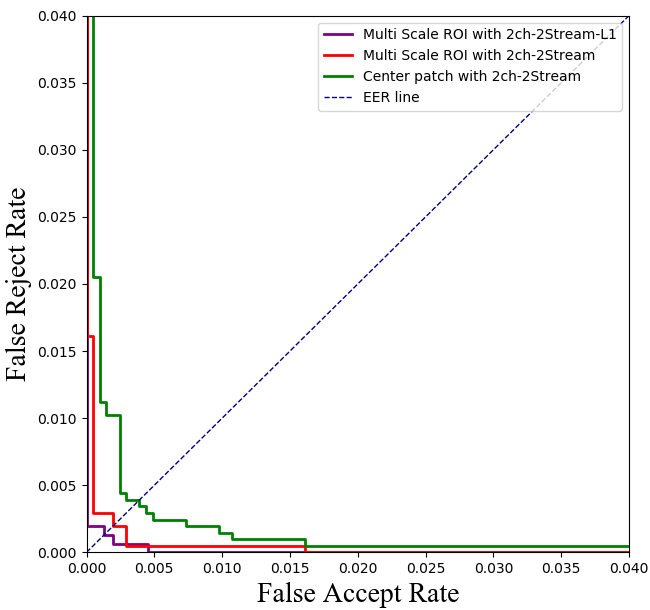 0.040
0.035
0.030
0.025
0.020
0.015
0.010
0.005
0.000
False Reject Rate
Multi Scale ROI with 2ch-2Stream-L1
Multi Scale ROI with 2ch-2Stream
Center patch with 2ch-2Stream
EER line
0.000 0.005 0.010 0.015 0.020 0.025 0.030 0.035 0.040
False Accept Rate